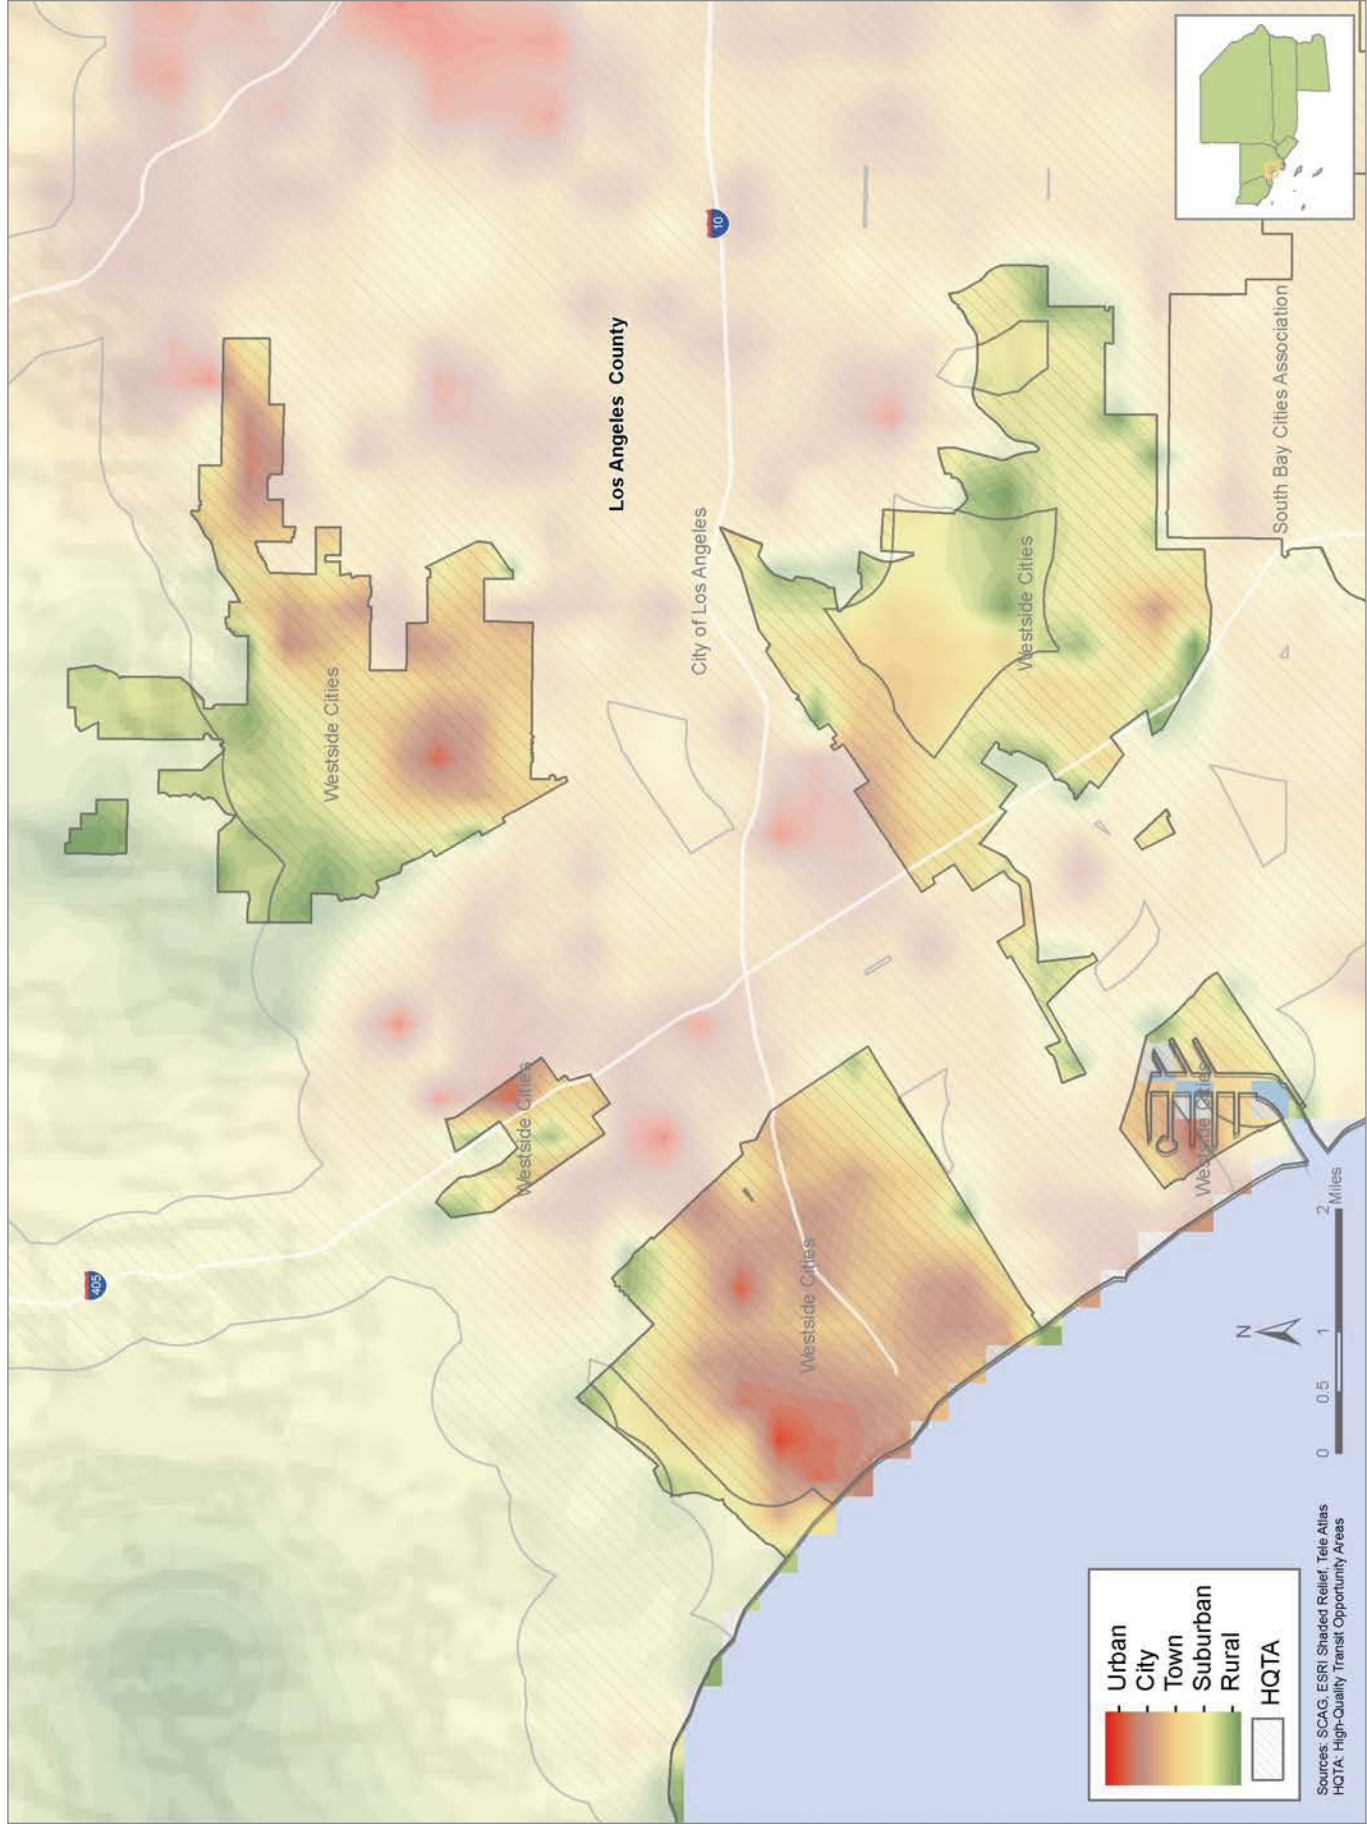 405
10
Los Angeles County
City of Los Angeles
Westside Cities
Westside Cities
Westside Cities
Westside Cities
Westside Cities
South Bay Cities Association
Urban
City
Town
Suburban
Rural
HQTA
Sources: SCAG, ESRI Shaded Relief, Tele Atlas
HQTA: High-Quality Transit Opportunity Areas
N
0 0.5 1 2
Miles